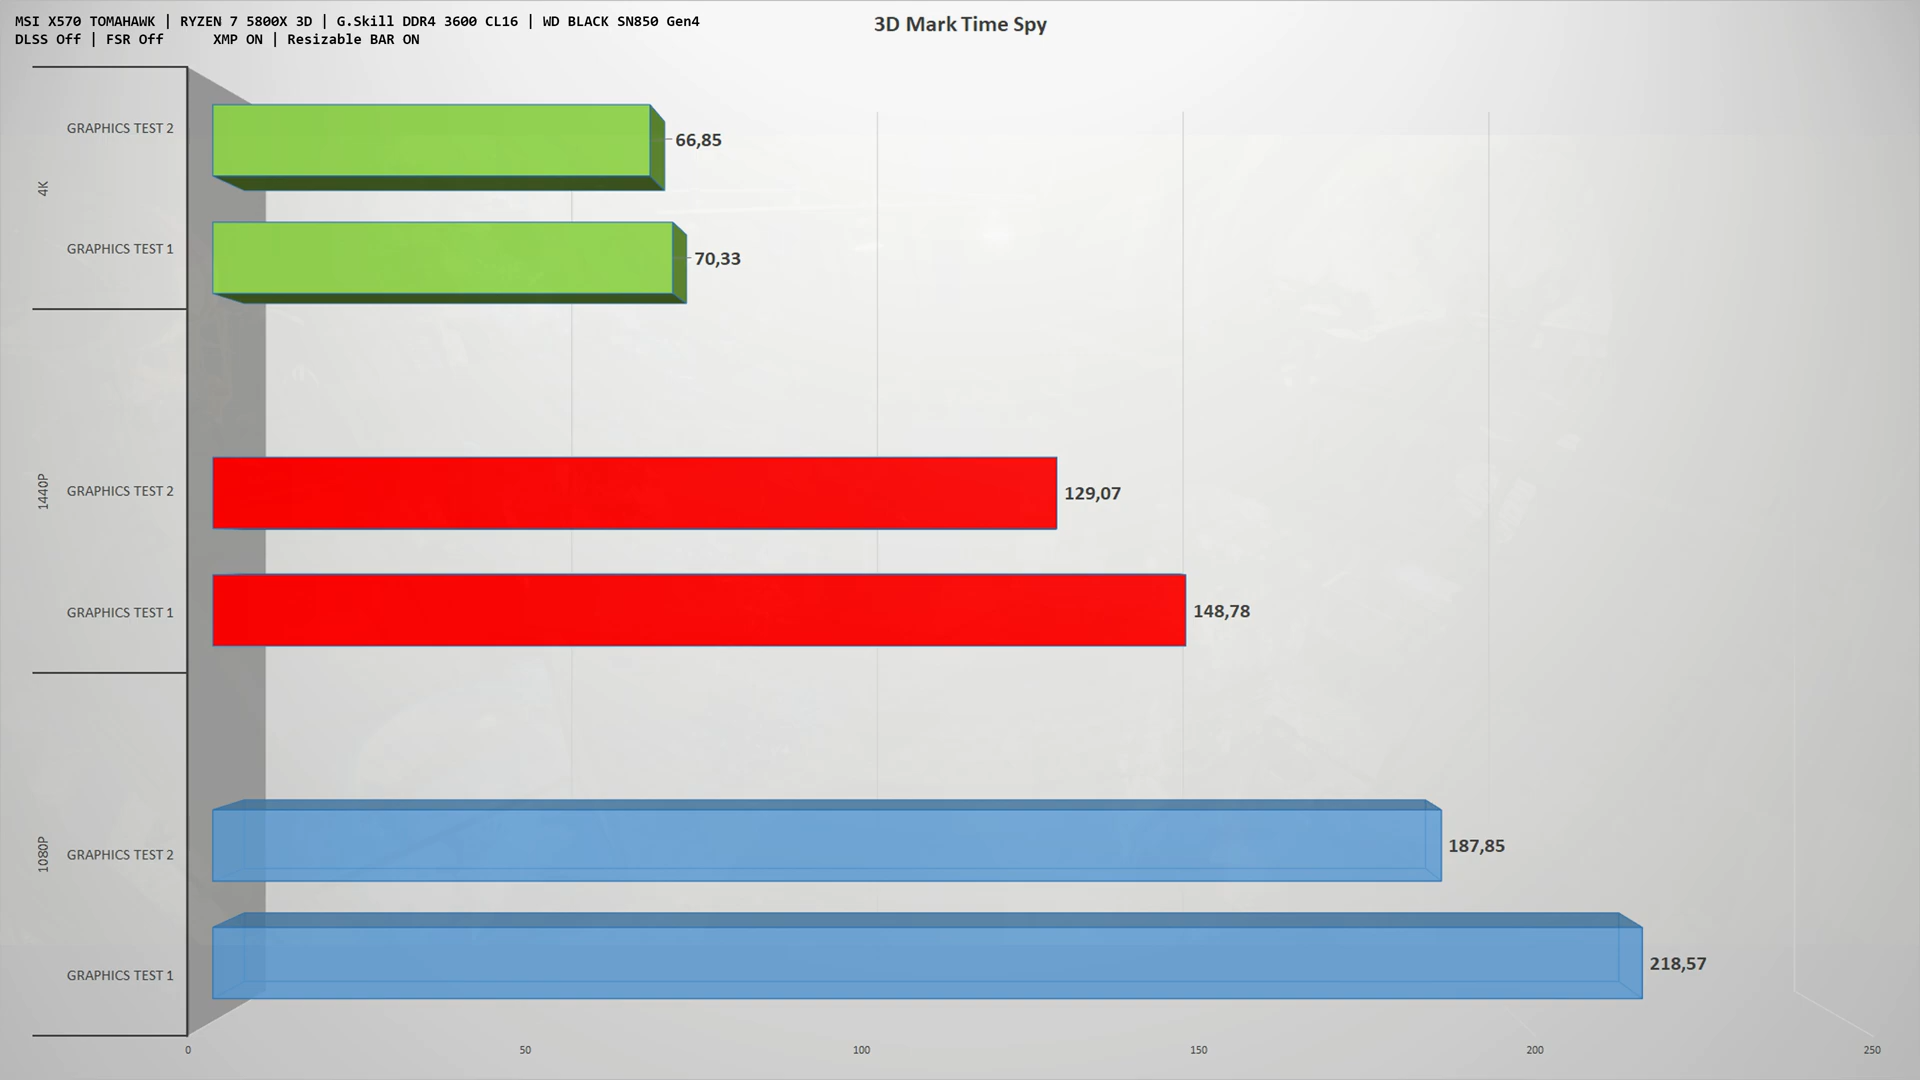 MSI X570 TOMAHAWK | RYZEN 7 5800X 3D | G.Skill DDR4 3600 CL16 | WD BLACK SN850 Gen4
DLSS Off | FSR Off XMP ON | Resizable BAR ON
3D Mark Time Spy
4K
GRAPHICS TEST 2
66,85
GRAPHICS TEST 1
70,33
1440P
GRAPHICS TEST 2
129,07
GRAPHICS TEST 1
148,78
1080P
GRAPHICS TEST 2
187,85
GRAPHICS TEST 1
218,57
0 50 100 150 200 250